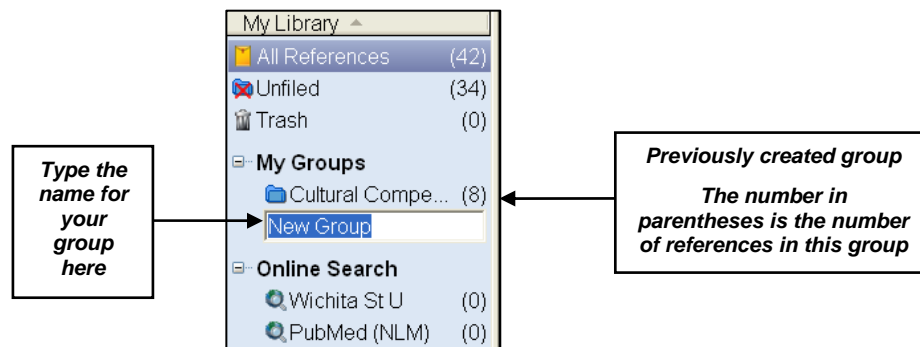 My Library
All References (42)
Unfiled (34)
Trash (0)
My Groups
Cultural Compe... (8)
New Group
Online Search
Wichita St U (0)
PubMed (NLM) (0)
Type the
name for
your
group
here
Previously created group
The number in
parentheses is the number
of references in this group